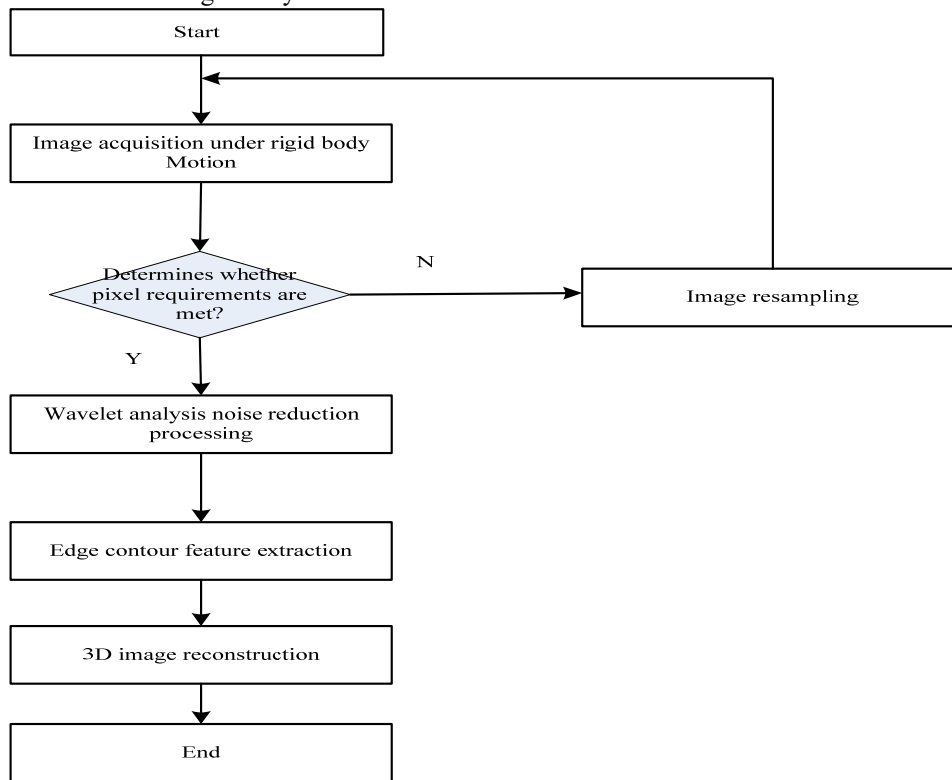 Start
Image acquisition under rigid body
Motion
Determines whether
pixel requirements are
met?
N
Image resampling
Y
Wavelet analysis noise reduction
processing
Edge contour feature extraction
3D image reconstruction
End